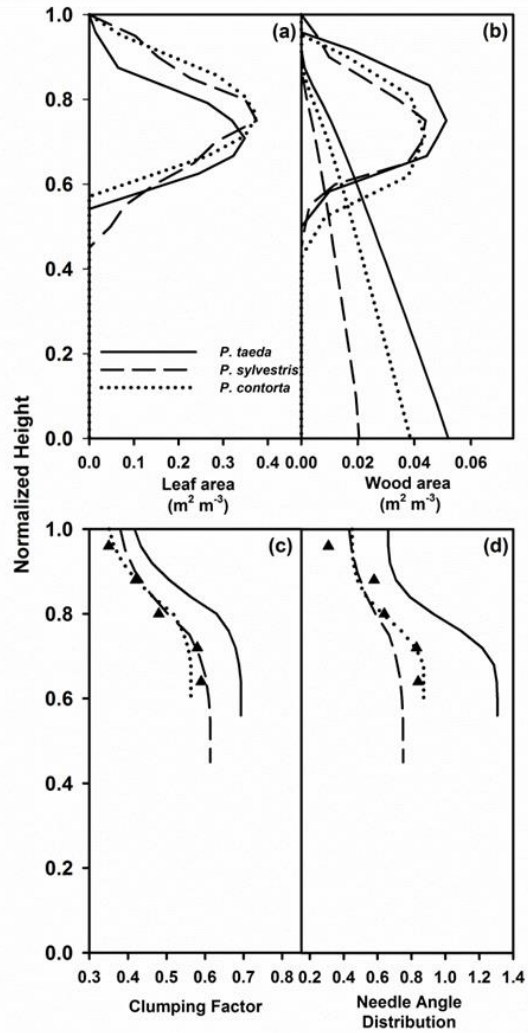 (a)
(b)
1.0
0.8
0.6
0.4
0.2
0.0
P. taeda
P. sylvestris
P. contorta
0.0 0.1 0.2 0.3 0.4
0.00 0.02 0.04 0.06
Leaf area
(m² m⁻³)
Wood area
(m² m⁻³)
Normalized Height
(c)
(d)
1.0
0.8
0.6
0.4
0.2
0.0
0.3 0.4 0.5 0.6 0.7 0.8
0.2 0.4 0.6 0.8 1.0 1.2 1.4
Clumping Factor
Needle Angle
Distribution